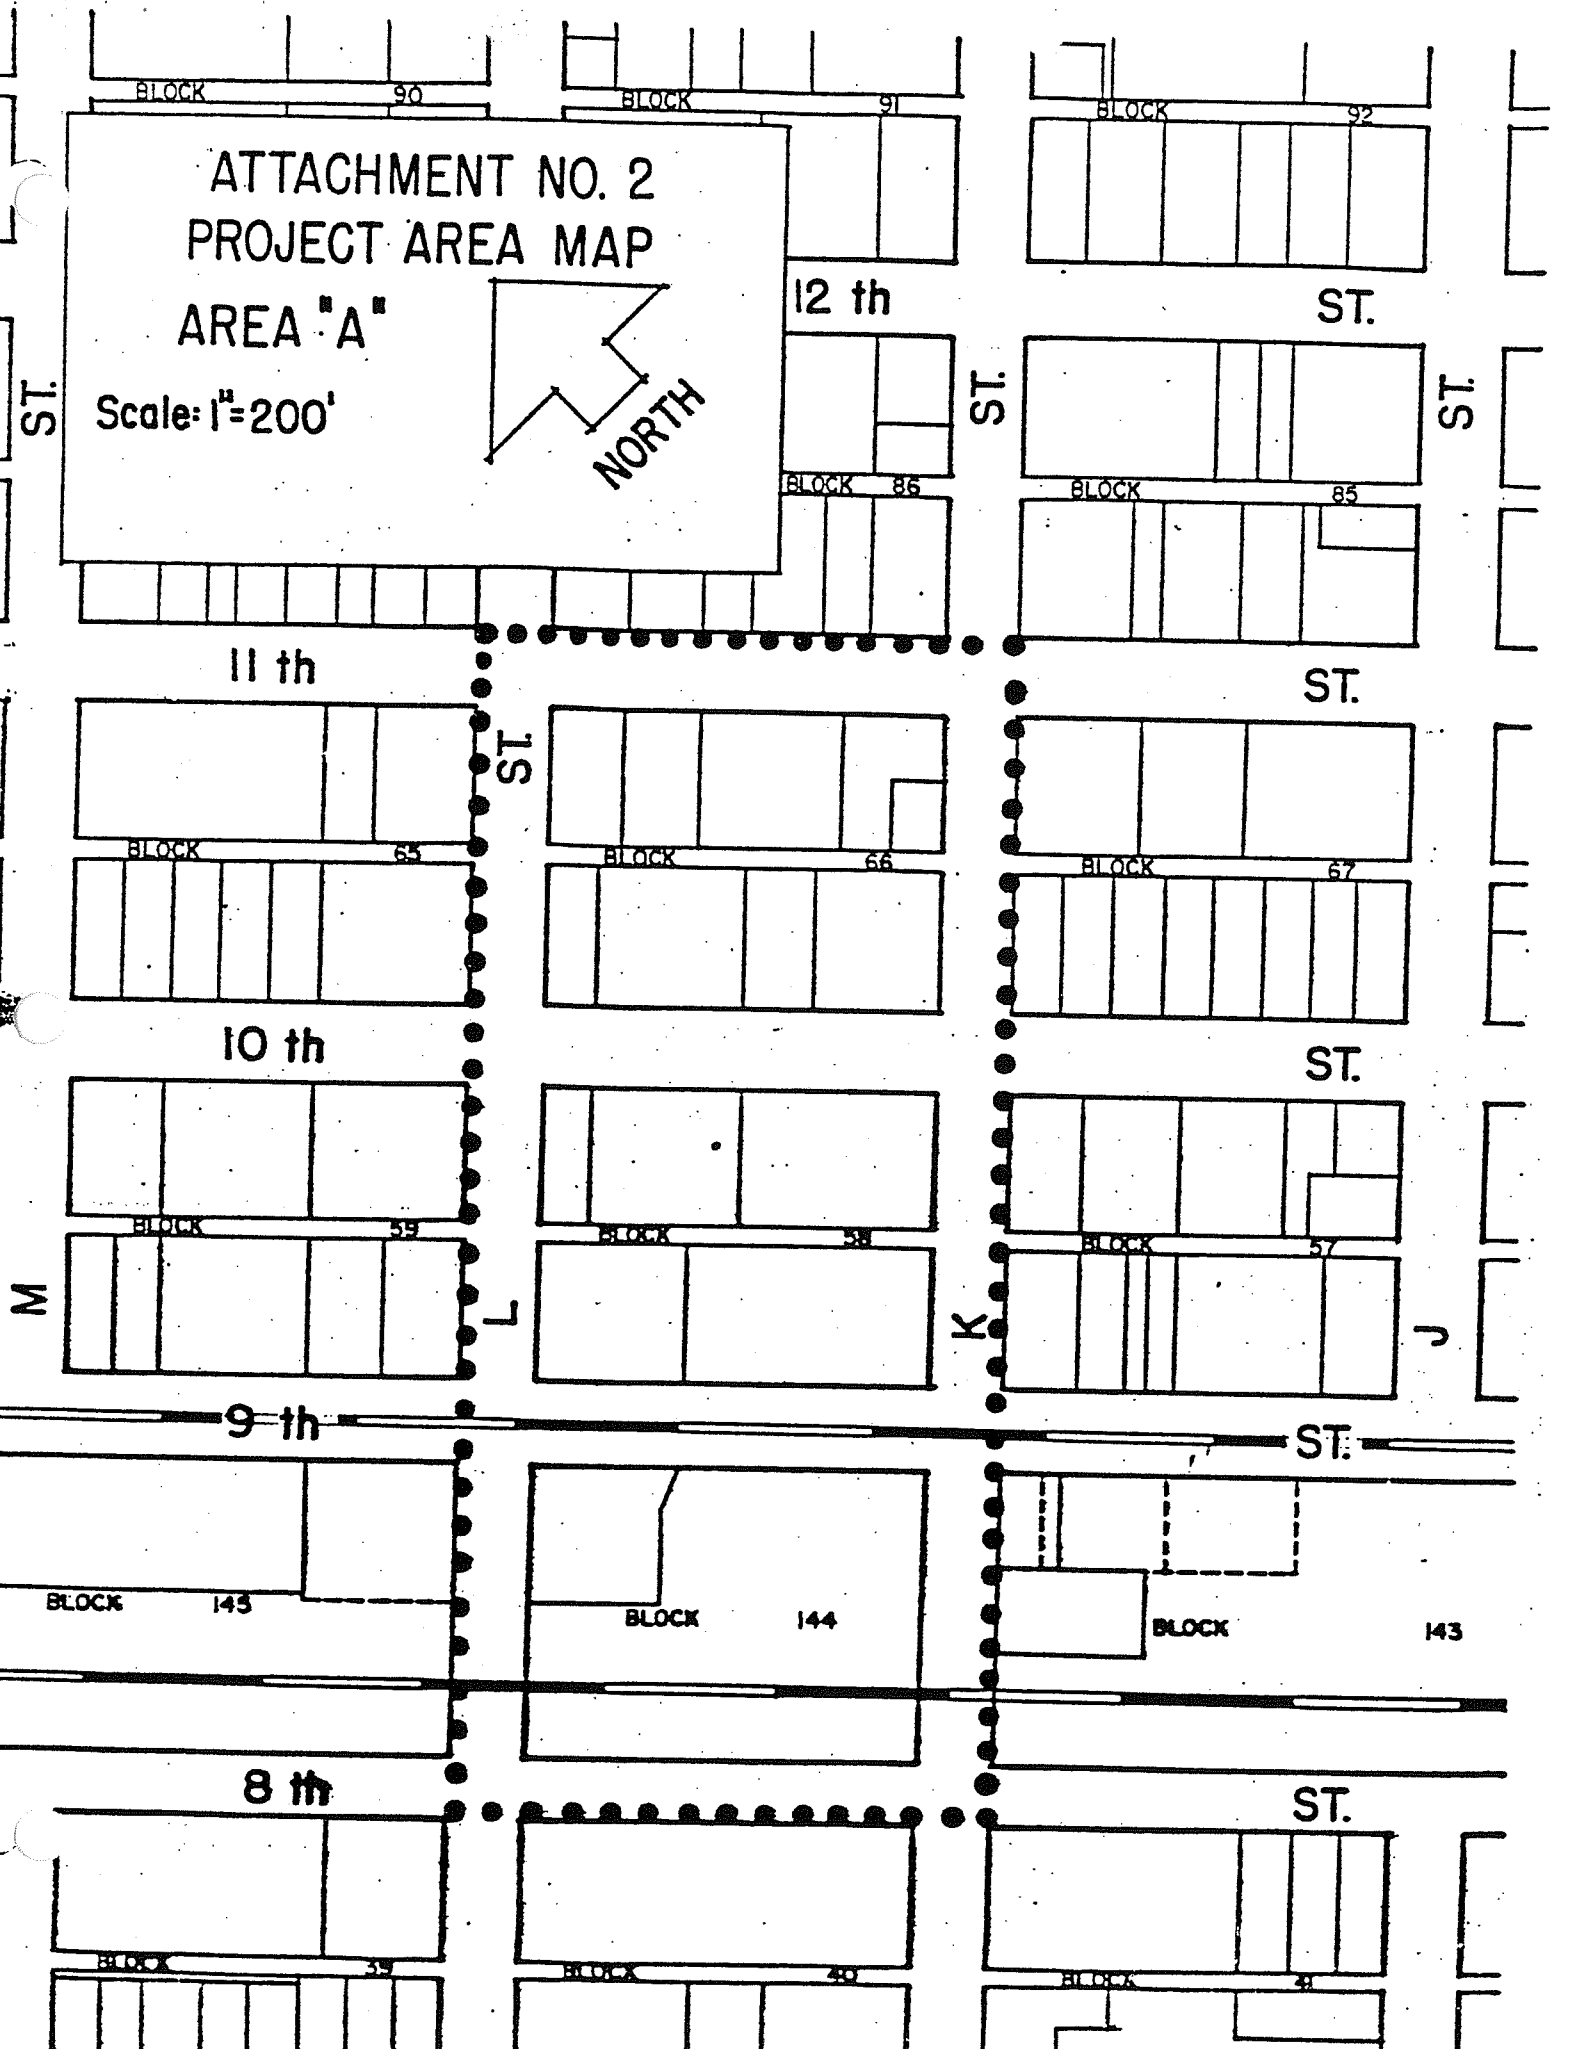 BLOCK 90
BLOCK 91
BLOCK 92
ATTACHMENT NO. 2
PROJECT AREA MAP
AREA "A"
Scale: 1"=200'
NORTH
12 th ST.
ST.
ST.
ST.
BLOCK 86
BLOCK 85
11 th ST.
ST.
BLOCK 65
BLOCK 66
BLOCK 67
10 th ST.
BLOCK 59
BLOCK 58
BLOCK 57
M
L
K
J
9 th ST.
BLOCK 145
BLOCK 144
BLOCK 143
8 th ST.
BLOCK 39
BLOCK 40
BLOCK 41